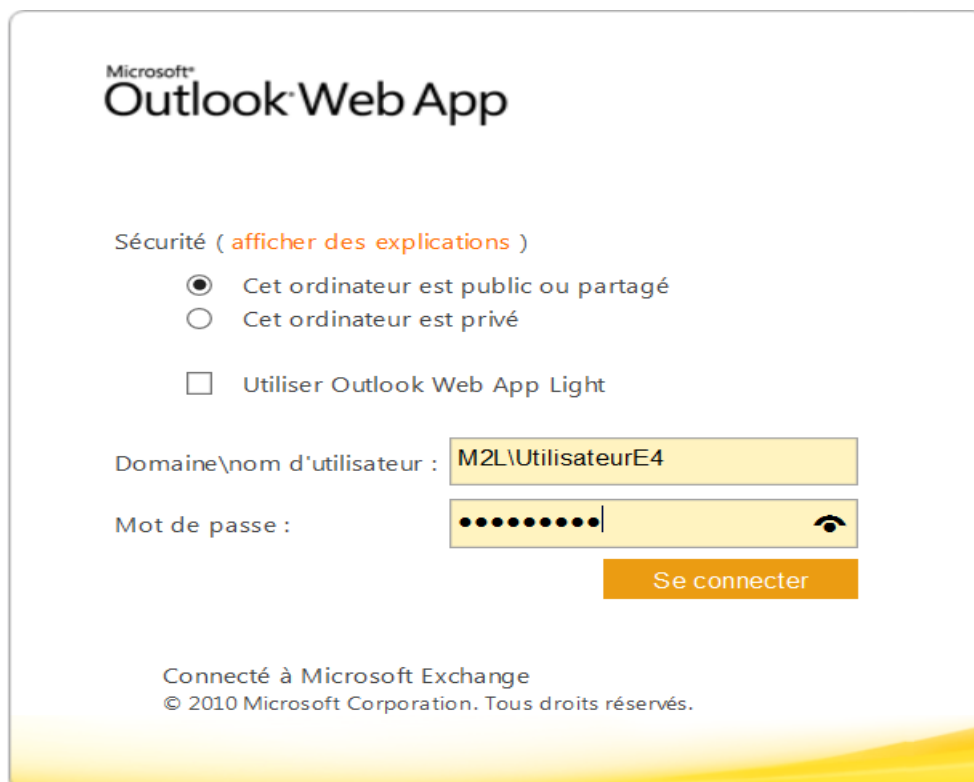 Microsoft®
Outlook® Web App
Sécurité ( afficher des explications )
Cet ordinateur est public ou partagé
Cet ordinateur est privé
Utiliser Outlook Web App Light
Domaine\nom d'utilisateur : M2L\UtilisateurE4
Mot de passe : •••••••••
Se connecter
Connecté à Microsoft Exchange
© 2010 Microsoft Corporation. Tous droits réservés.